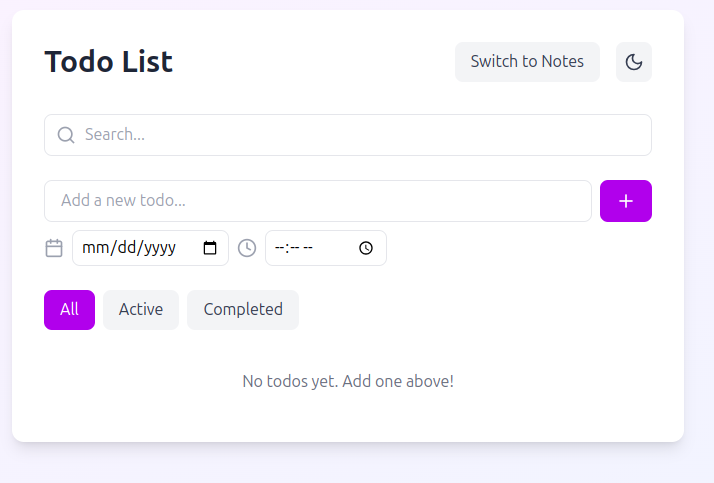 Todo List
Switch to Notes
Search...
Add a new todo...
mm/dd/yyyy
--:-- --
All
Active
Completed
No todos yet. Add one above!